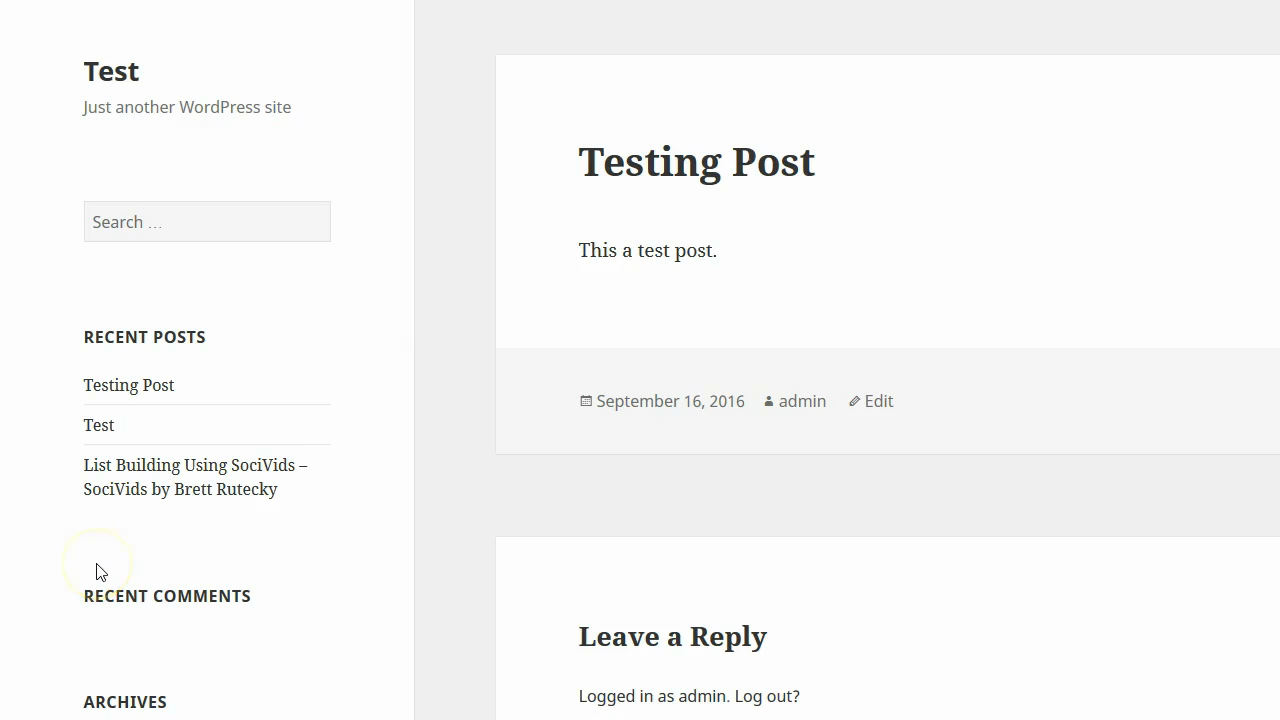 Test
Just another WordPress site
Search …
RECENT POSTS
Testing Post
Test
List Building Using SociVids –
SociVids by Brett Rutecky
RECENT COMMENTS
ARCHIVES
Testing Post
This a test post.
September 16, 2016 admin Edit
Leave a Reply
Logged in as admin. Log out?